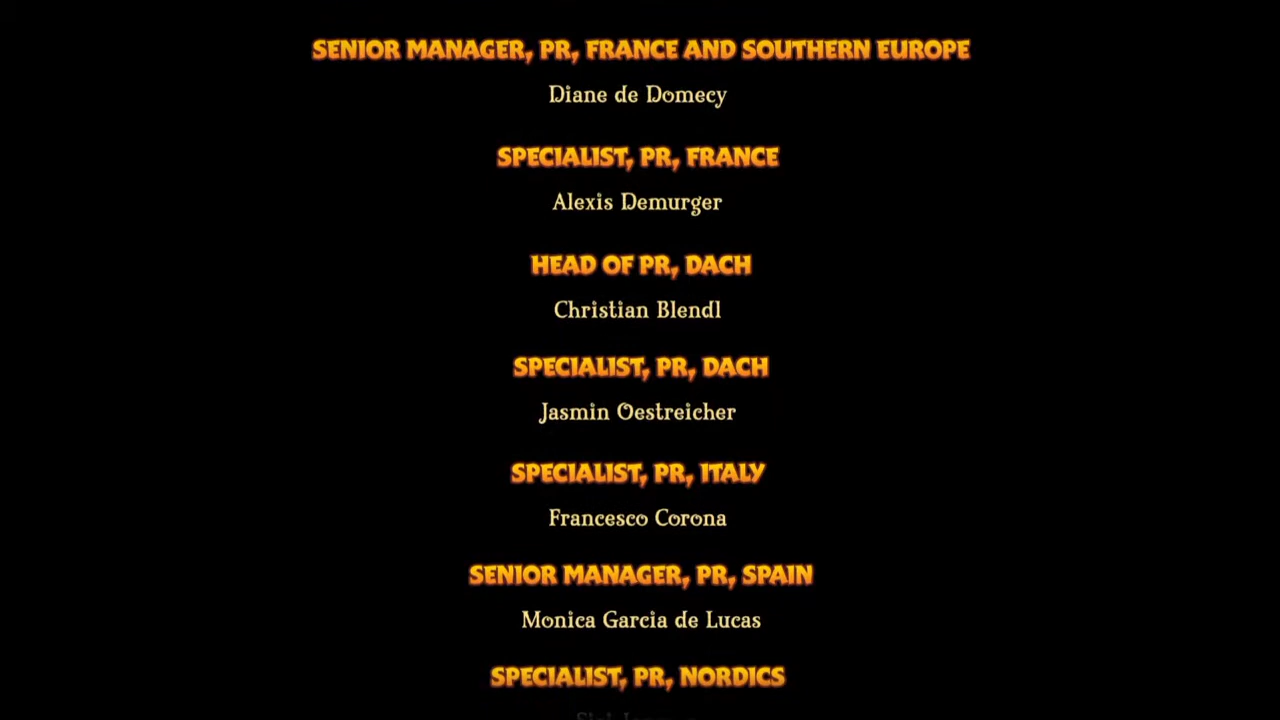 SENIOR MANAGER, PR, FRANCE AND SOUTHERN EUROPE
Diane de Domecy
SPECIALIST, PR, FRANCE
Alexis Demurger
HEAD OF PR, DACH
Christian Blendl
SPECIALIST, PR, DACH
Jasmin Oestreicher
SPECIALIST, PR, ITALY
Francesco Corona
SENIOR MANAGER, PR, SPAIN
Monica Garcia de Lucas
SPECIALIST, PR, NORDICS